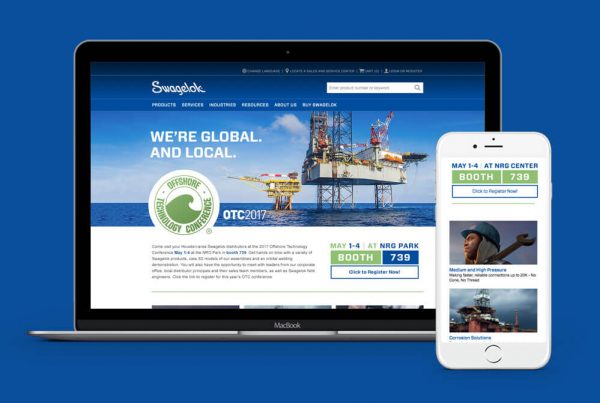 CHANGE LANGUAGE | LOCATE A SALES AND SERVICE CENTER | CART (0) | LOGIN OR REGISTER
Swagelok
Enter product number or keyword
PRODUCTS SERVICES INDUSTRIES RESOURCES ABOUT US BUY SWAGELOK
WE'RE GLOBAL.
AND LOCAL.
OFFSHORE
TECHNOLOGY CONFERENCE
®
OTC2017
Come visit your Houston-area Swagelok distributors at the 2017 Offshore Technology
Conference May 1-4 at the NRG Park in booth 739. Get hands on time with a variety of
Swagelok products, view 3D models of our assemblies and an orbital welding
demonstration. You will also have the opportunity to meet with leaders from our corporate
office, local distributor principals and their sales team members, as well as Swagelok field
engineers. Click the link to register for this year's OTC conference.
MAY 1-4 | AT NRG PARK
BOOTH 739
Click to Register Now!
MacBook
MAY 1-4 | AT NRG CENTER
BOOTH 739
Click to Register Now!
Medium and High Pressure
Making faster, reliable connections up to 20K - No
Cone, No Thread
Corrosion Solutions